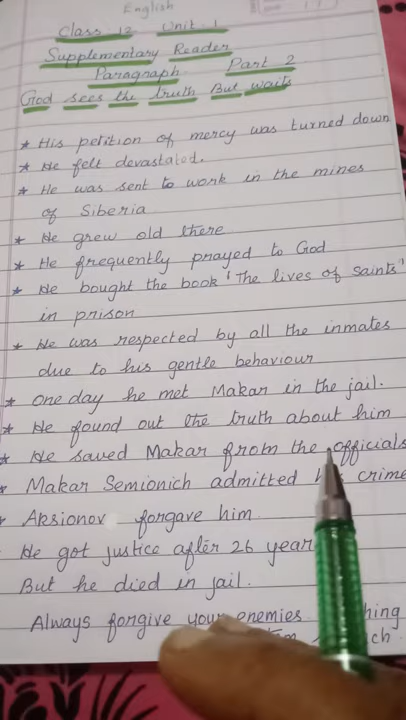 English
Class 12 Unit 1
Supplementary Reader
Paragraph Part 2
God sees the truth But waits
* His petition of mercy was turned down
* He felt devastated.
* He was sent to work in the mines
of Siberia
* He grew old there
* He frequently prayed to God
* He bought the book 'The lives of saints'
in prison
* He was respected by all the inmates
due to his gentle behaviour
* One day he met Makar in the jail.
* He found out the truth about him
* He saved Makar from the officials
* Makar Semionich admitted crime
* Aksionov forgave him
He got justice after 26 year
But he died in jail.
Always forgive your enemies.